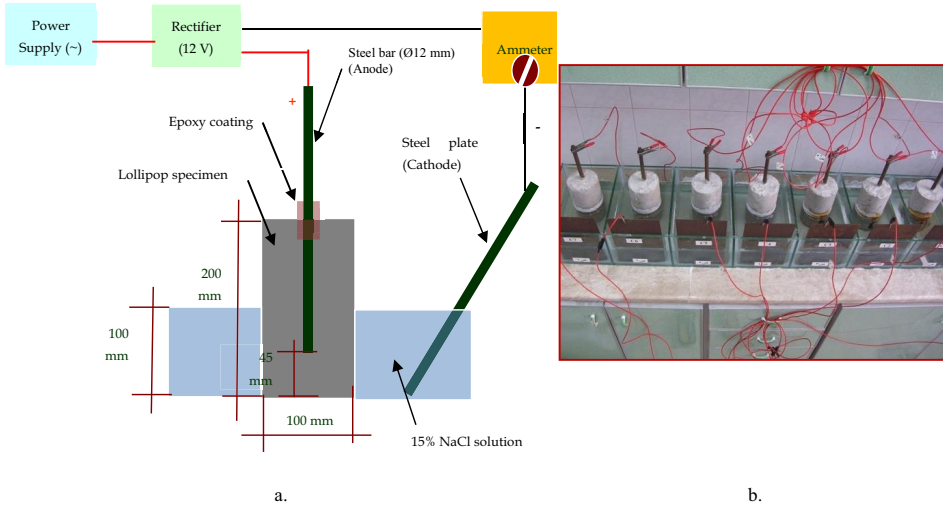 Power
Supply (~)
Rectifier
(12 V)
Ammeter
Steel bar (Ø12 mm)
(Anode)
+
Epoxy coating
-
Steel plate
(Cathode)
Lollipop specimen
200
mm
100
mm
45
mm
100 mm
15% NaCl solution
a.
b.